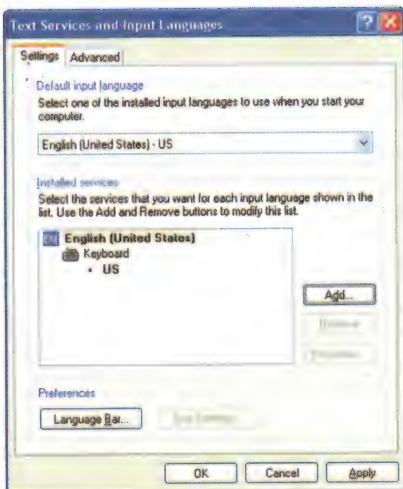 Text Services and Input Languages
Settings Advanced
Default input language
Select one of the installed input languages to use when you start your
computer.
English (United States) - US
Installed services
Select the services that you want for each input language shown in the
list. Use the Add and Remove buttons to modify this list.
EN English (United States)
Keyboard
• US
Add...
Remove
Properties...
Preferences
Language Bar...
Key Settings...
OK Cancel Apply